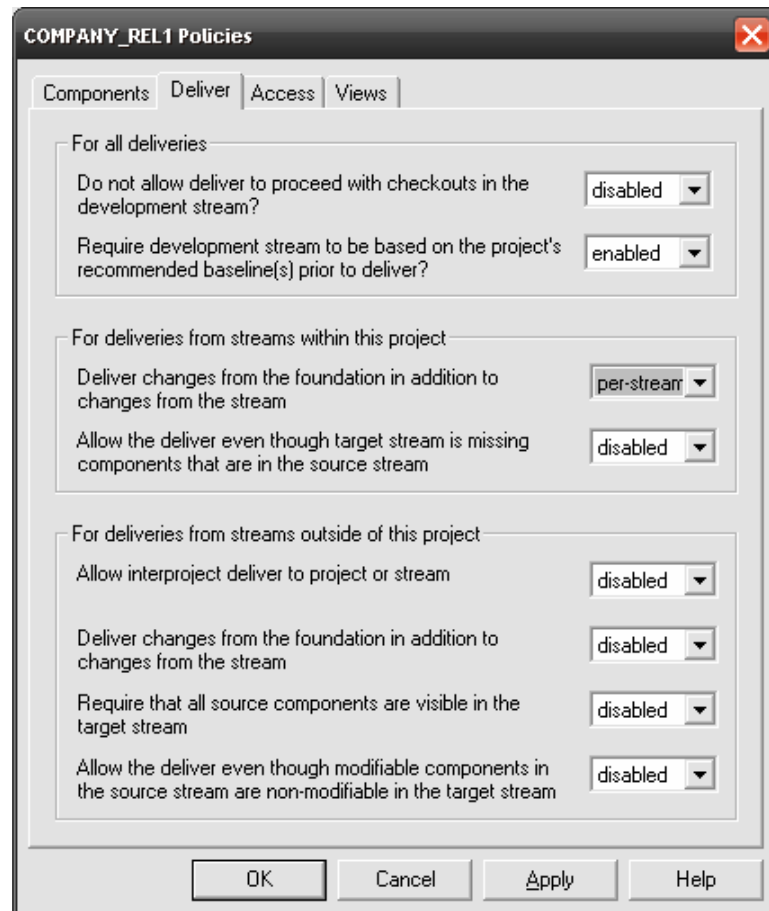 COMPANY_REL1 Policies
Components Deliver Access Views
For all deliveries
Do not allow deliver to proceed with checkouts in the
development stream?
disabled
Require development stream to be based on the project's
recommended baseline(s) prior to deliver?
enabled
For deliveries from streams within this project
Deliver changes from the foundation in addition to
changes from the stream
per-stream
Allow the deliver even though target stream is missing
components that are in the source stream
disabled
For deliveries from streams outside of this project
Allow interproject deliver to project or stream
disabled
Deliver changes from the foundation in addition to
changes from the stream
disabled
Require that all source components are visible in the
target stream
disabled
Allow the deliver even though modifiable components in
the source stream are non-modifiable in the target stream
disabled
OK Cancel Apply Help